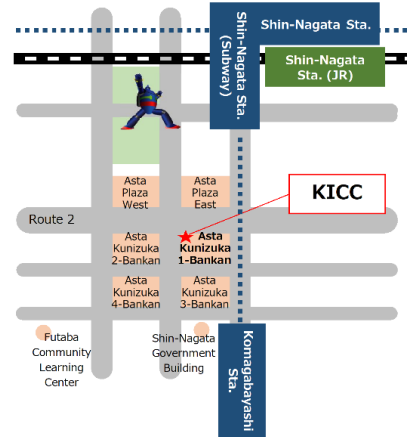 Shin-Nagata Sta.
Shin-Nagata Sta.
(Subway)
Shin-Nagata
Sta. (JR)
Asta
Plaza
West
Asta
Plaza
East
KICC
Route 2
Asta
Kunizuka
2-Bankan
Asta
Kunizuka
1-Bankan
Asta
Kunizuka
4-Bankan
Asta
Kunizuka
3-Bankan
Futaba
Community
Learning
Center
Shin-Nagata
Government
Building
Komagabayashi
Sta.